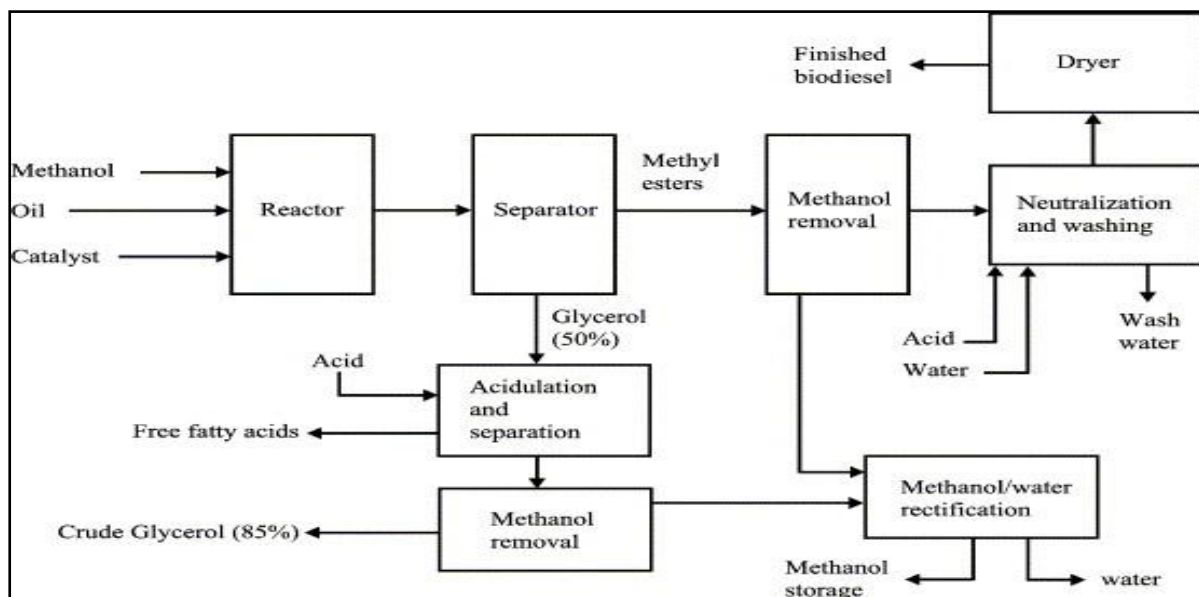 Finished
biodiesel
Dryer
Methanol
Oil
Catalyst
Reactor
Separator
Methyl
esters
Methanol
removal
Neutralization
and washing
Glycerol
(50%)
Acid
Water
Wash
water
Acid
Acidulation
and
separation
Free fatty acids
Methanol/water
rectification
Crude Glycerol (85%)
Methanol
removal
Methanol
storage
water